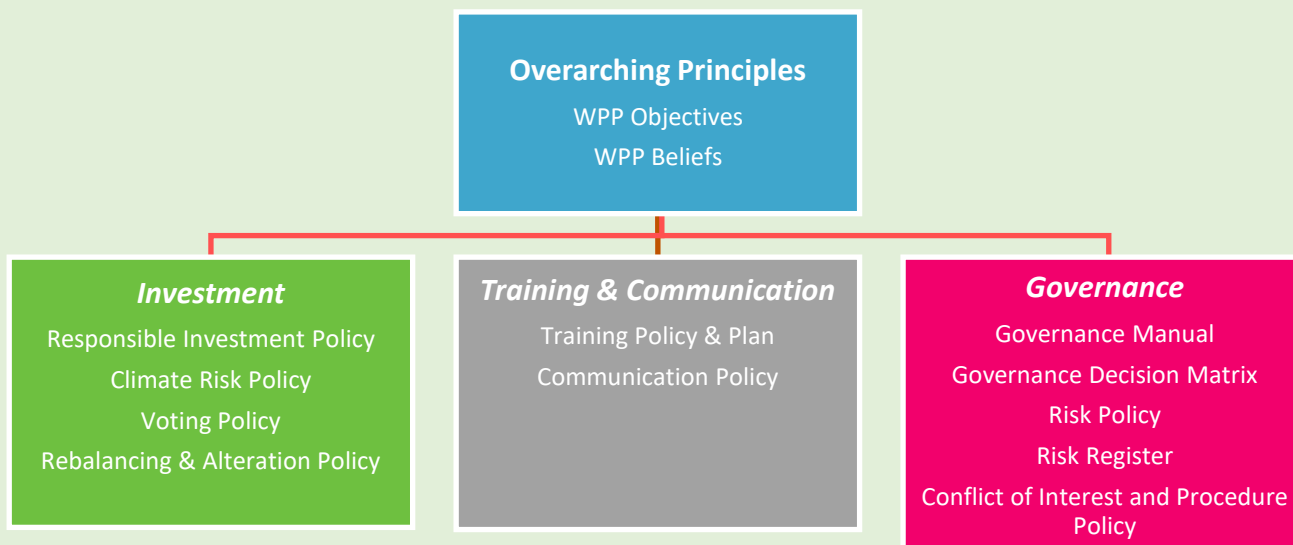 Overarching Principles
WPP Objectives
WPP Beliefs
Investment
Responsible Investment Policy
Climate Risk Policy
Voting Policy
Rebalancing & Alteration Policy
Training & Communication
Training Policy & Plan
Communication Policy
Governance
Governance Manual
Governance Decision Matrix
Risk Policy
Risk Register
Conflict of Interest and Procedure
Policy